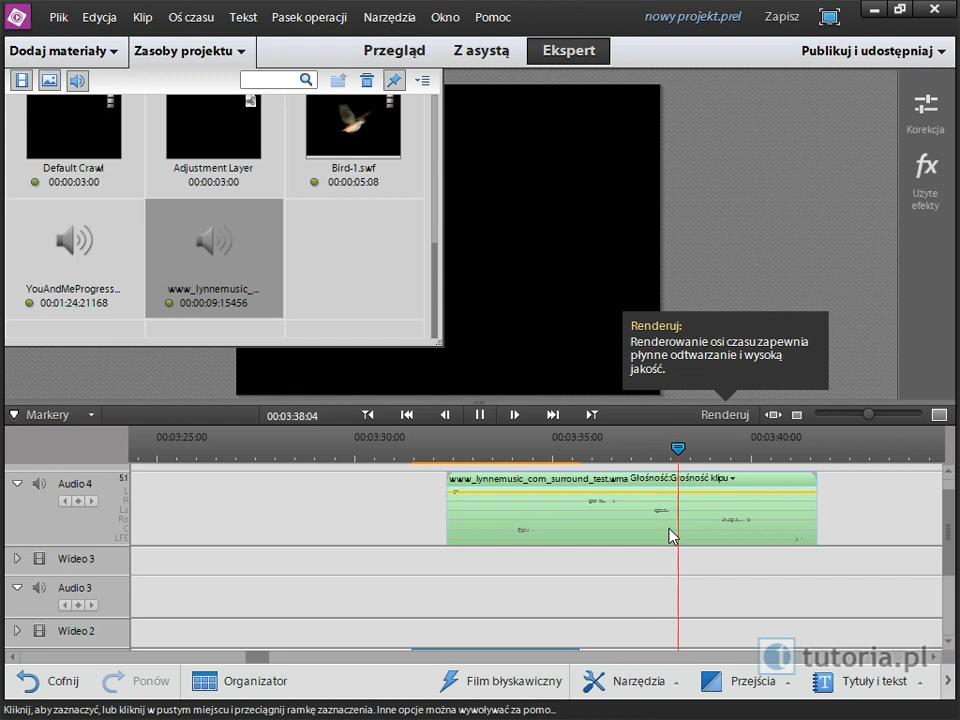 Plik Edycja Klip Oś czasu Tekst Pasek operacji Narzędzia Okno Pomoc nowy projekt.prel Zapisz
Dodaj materiały Zasoby projektu Przegląd Z asystą Ekspert Publikuj i udostępniaj
Korekcja
fx
Użyte
efekty
Default Crawl Adjustment Layer Bird-1.swf
00:00:03:00 00:00:03:00 00:00:05:08
YouAndMeProgress... www_lynnemusic_...
00:01:24:21168 00:00:09:15456
Renderuj:
Renderowanie osi czasu zapewnia
płynne odtwarzanie i wysoką
jakość.
Markery 00:03:38:04 Renderuj
00:03:25:00 00:03:30:00 00:03:35:00 00:03:40:00
Audio 4 5.1 www_lynnemusic_com_surround_test.wma Głośność:Głośność klipu
L
R
Ls
Rs
C
LFE
Wideo 3
Audio 3
Wideo 2
tutoria.pl
Cofnij Ponów Organizator Film błyskawiczny Narzędzia Przejścia Tytuły i tekst
Kliknij, aby zaznaczyć, lub kliknij w pustym miejscu i przeciągnij ramkę zaznaczenia. Inne opcje można wywoływać za pomo...